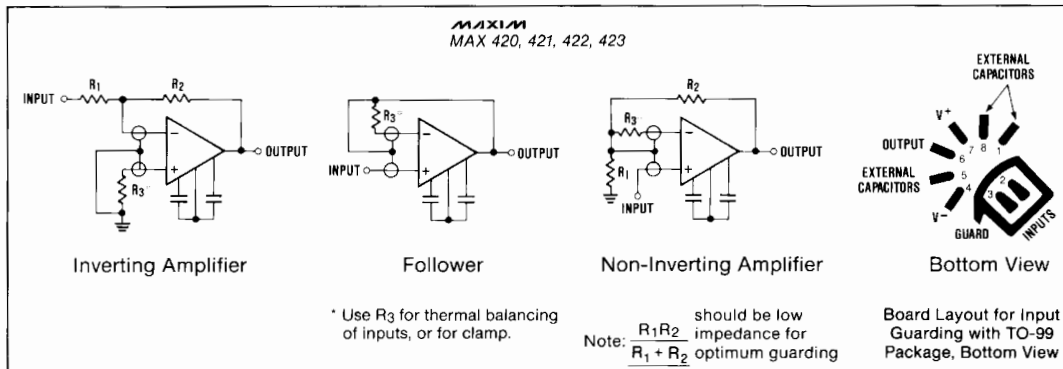 MAXIM
MAX 420, 421, 422, 423
INPUT
R1
R2
R3*
OUTPUT
Inverting Amplifier
R3*
INPUT
OUTPUT
Follower
* Use R3 for thermal balancing
of inputs, or for clamp.
R2
R3*
R1
INPUT
OUTPUT
Non-Inverting Amplifier
Note: R1R2 / R1 + R2 should be low
impedance for
optimum guarding
EXTERNAL
CAPACITORS
V+
OUTPUT
EXTERNAL
CAPACITORS
V-
7 8 1
6
5
4 3 2
GUARD
INPUTS
Bottom View
Board Layout for Input
Guarding with TO-99
Package, Bottom View